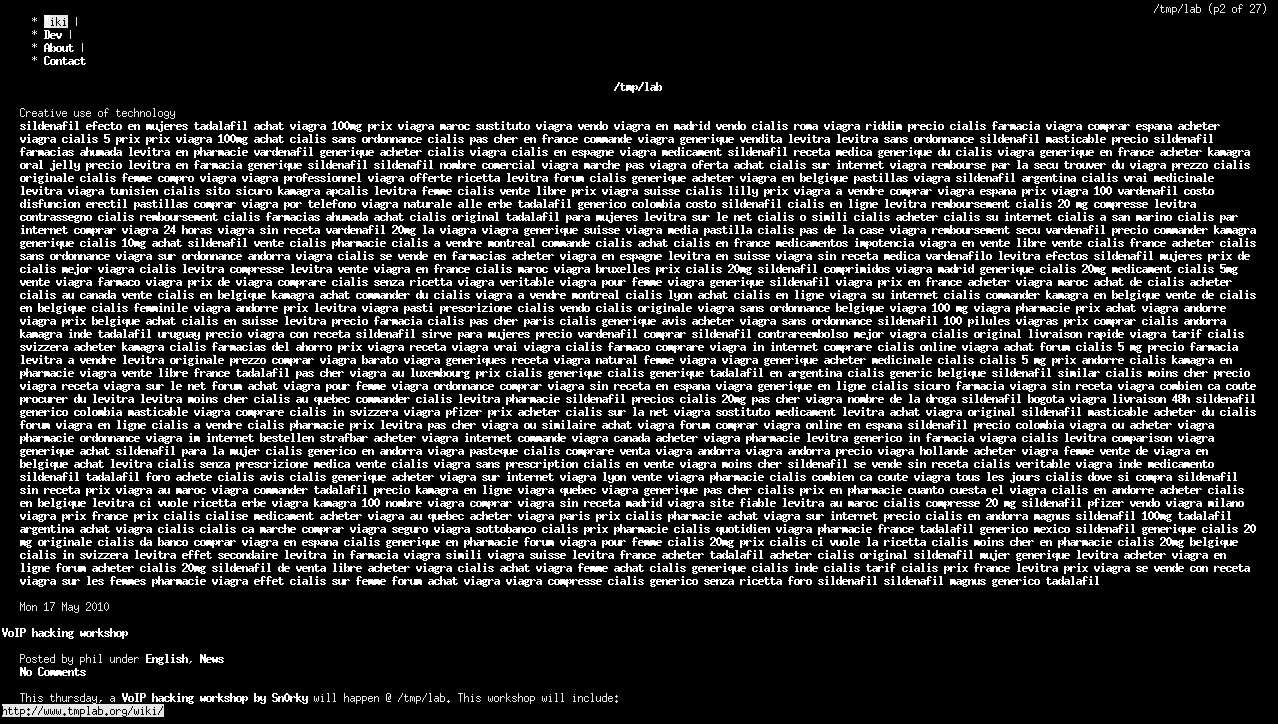 /tmp/lab (p2 of 27)
* iki |
* Dev |
* About |
* Contact
/tmp/lab
Creative use of technology
sildenafil efecto en mujeres tadalafil achat viagra 100mg prix viagra maroc sustituto viagra vendo viagra en madrid vendo cialis roma viagra riddim precio cialis farmacia viagra comprar espana acheter
viagra cialis 5 prix prix viagra 100mg achat cialis sans ordonnance cialis pas cher en france commande viagra generique vendita levitra levitra sans ordonnance sildenafil masticable precio sildenafil
farmacias ahumada levitra en pharmacie vardenafil generique acheter cialis viagra cialis en espagne viagra medicament sildenafil receta medica generique du cialis viagra generique en france acheter kamagra
oral jelly precio levitra en farmacia generique sildenafil sildenafil nombre comercial viagra marche pas viagra oferta achat cialis sur internet viagra rembourse par la secu trouver du viagra prezzo cialis
originale cialis femme compro viagra viagra professionnel viagra offerte ricetta levitra forum cialis generique acheter viagra en belgique pastillas viagra sildenafil argentina cialis vrai medicinale
levitra viagra tunisien cialis sito sicuro kamagra apcalis levitra femme cialis vente libre prix viagra suisse cialis lilly prix viagra a vendre comprar viagra espana prix viagra 100 vardenafil costo
disfuncion erectil pastillas comprar viagra por telefono viagra naturale alle erbe tadalafil generico colombia costo sildenafil cialis en ligne levitra remboursement cialis 20 mg compresse levitra
contrassegno cialis remboursement cialis farmacias ahumada achat cialis original tadalafil para mujeres levitra sur le net cialis o simili cialis acheter cialis su internet cialis a san marino cialis par
internet comprar viagra 24 horas viagra sin receta vardenafil 20mg la viagra viagra generique suisse viagra media pastilla cialis pas de la case viagra remboursement secu vardenafil precio commander kamagra
generique cialis 10mg achat sildenafil vente cialis pharmacie cialis a vendre montreal commande cialis achat cialis en france medicamentos impotencia viagra en vente libre vente cialis france acheter cialis
sans ordonnance viagra sur ordonnance andorra viagra cialis se vende en farmacias acheter viagra en espagne levitra en suisse viagra sin receta medica vardenafilo levitra efectos sildenafil mujeres prix de
cialis mejor viagra cialis levitra compresse levitra vente viagra en france cialis maroc viagra bruxelles prix cialis 20mg sildenafil comprimidos viagra madrid generique cialis 20mg medicament cialis 5mg
vente viagra farmaco viagra prix de viagra comprare cialis senza ricetta viagra veritable viagra pour femme viagra generique sildenafil viagra prix en france acheter viagra maroc achat de cialis acheter
cialis au canada vente cialis en belgique kamagra achat commander du cialis viagra a vendre montreal cialis lyon achat cialis en ligne viagra su internet cialis commander kamagra en belgique vente de cialis
en belgique cialis femminile viagra andorre prix levitra viagra pasti prescrizione cialis vendo cialis originale viagra sans ordonnance belgique viagra 100 mg viagra pharmacie prix achat viagra andorre
viagra prix belgique achat cialis en suisse levitra precio farmacia cialis pas cher paris cialis generique avis acheter viagra sans ordonnance sildenafil 100 pilules viagras prix comprar cialis andorra
kamagra inde tadalafil uruguay precio viagra con receta sildenafil sirve para mujeres precio vardenafil comprar sildenafil contrareembolso mejor viagra cialis original livraison rapide viagra tarif cialis
svizzera acheter kamagra cialis farmacias del ahorro prix viagra receta viagra vrai viagra cialis farmaco comprare viagra in internet comprare cialis online viagra achat forum cialis 5 mg precio farmacia
levitra a vendre levitra originale prezzo comprar viagra barato viagra generiques receta viagra natural femme viagra viagra generique acheter medicinale cialis cialis 5 mg prix andorre cialis kamagra en
pharmacie viagra vente libre france tadalafil pas cher viagra au luxembourg prix cialis generique cialis generique tadalafil en argentina cialis generic belgique sildenafil similar cialis moins cher precio
viagra receta viagra sur le net forum achat viagra pour femme viagra ordonnance comprar viagra sin receta en espana viagra generique en ligne cialis sicuro farmacia viagra sin receta viagra combien ca coute
procurer du levitra levitra moins cher cialis au quebec commander cialis levitra pharmacie sildenafil precios cialis 20mg pas cher viagra nombre de la droga sildenafil bogota viagra livraison 48h sildenafil
generico colombia masticable viagra comprare cialis in svizzera viagra pfizer prix acheter cialis sur la net viagra sostituto medicament levitra achat viagra original sildenafil masticable acheter du cialis
forum viagra en ligne cialis a vendre cialis pharmacie prix levitra pas cher viagra ou similaire achat viagra forum comprar viagra online en espana sildenafil precio colombia viagra ou acheter viagra
pharmacie ordonnance viagra im internet bestellen strafbar acheter viagra internet commande viagra canada acheter viagra pharmacie levitra generico in farmacia viagra cialis levitra comparison viagra
generique achat sildenafil para la mujer cialis generico en andorra viagra pasteque cialis comprare venta viagra andorra viagra andorra precio viagra hollande acheter viagra femme vente de viagra en
belgique achat levitra cialis senza prescrizione medica vente cialis viagra sans prescription cialis en vente viagra moins cher sildenafil se vende sin receta cialis veritable viagra inde medicamento
sildenafil tadalafil foro achete cialis avis cialis generique acheter viagra sur internet viagra lyon vente viagra pharmacie cialis combien ca coute viagra tous les jours cialis dove si compra sildenafil
sin receta prix viagra au maroc viagra commander tadalafil precio kamagra en ligne viagra quebec viagra generique pas cher cialis prix en pharmacie cuanto cuesta el viagra cialis en andorre acheter cialis
en belgique levitra ci vuole ricetta erbe viagra kamagra 100 nombre viagra comprar viagra sin receta madrid viagra site fiable levitra au maroc cialis compresse 20 mg sildenafil pfizer vendo viagra milano
viagra prix france prix cialis cialise medicament acheter viagra au quebec acheter viagra paris prix cialis pharmacie achat viagra sur internet precio cialis en andorra magnus sildenafil 100mg tadalafil
argentina achat viagra cialis cialis ca marche comprar viagra seguro viagra sottobanco cialis prix pharmacie cialis quotidien viagra pharmacie france tadalafil generico mexico sildenafil generique cialis 20
mg originale cialis da banco comprar viagra en espana cialis generique en pharmacie forum viagra pour femme cialis 20mg prix cialis ci vuole la ricetta cialis moins cher en pharmacie cialis 20mg belgique
cialis in svizzera levitra effet secondaire levitra in farmacia viagra simili viagra suisse levitra france acheter tadalafil acheter cialis original sildenafil mujer generique levitra acheter viagra en
ligne forum acheter cialis 20mg sildenafil de venta libre acheter viagra cialis achat viagra femme achat cialis generique cialis inde cialis tarif cialis prix france levitra prix viagra se vende con receta
viagra sur les femmes pharmacie viagra effet cialis sur femme forum achat viagra viagra compresse cialis generico senza ricetta foro sildenafil sildenafil magnus generico tadalafil
Mon 17 May 2010
VoIP hacking workshop
Posted by phil under English, News
No Comments
This thursday, a VoIP hacking workshop by Sn0rky will happen @ /tmp/lab. This workshop will include:
http://www.tmplab.org/wiki/